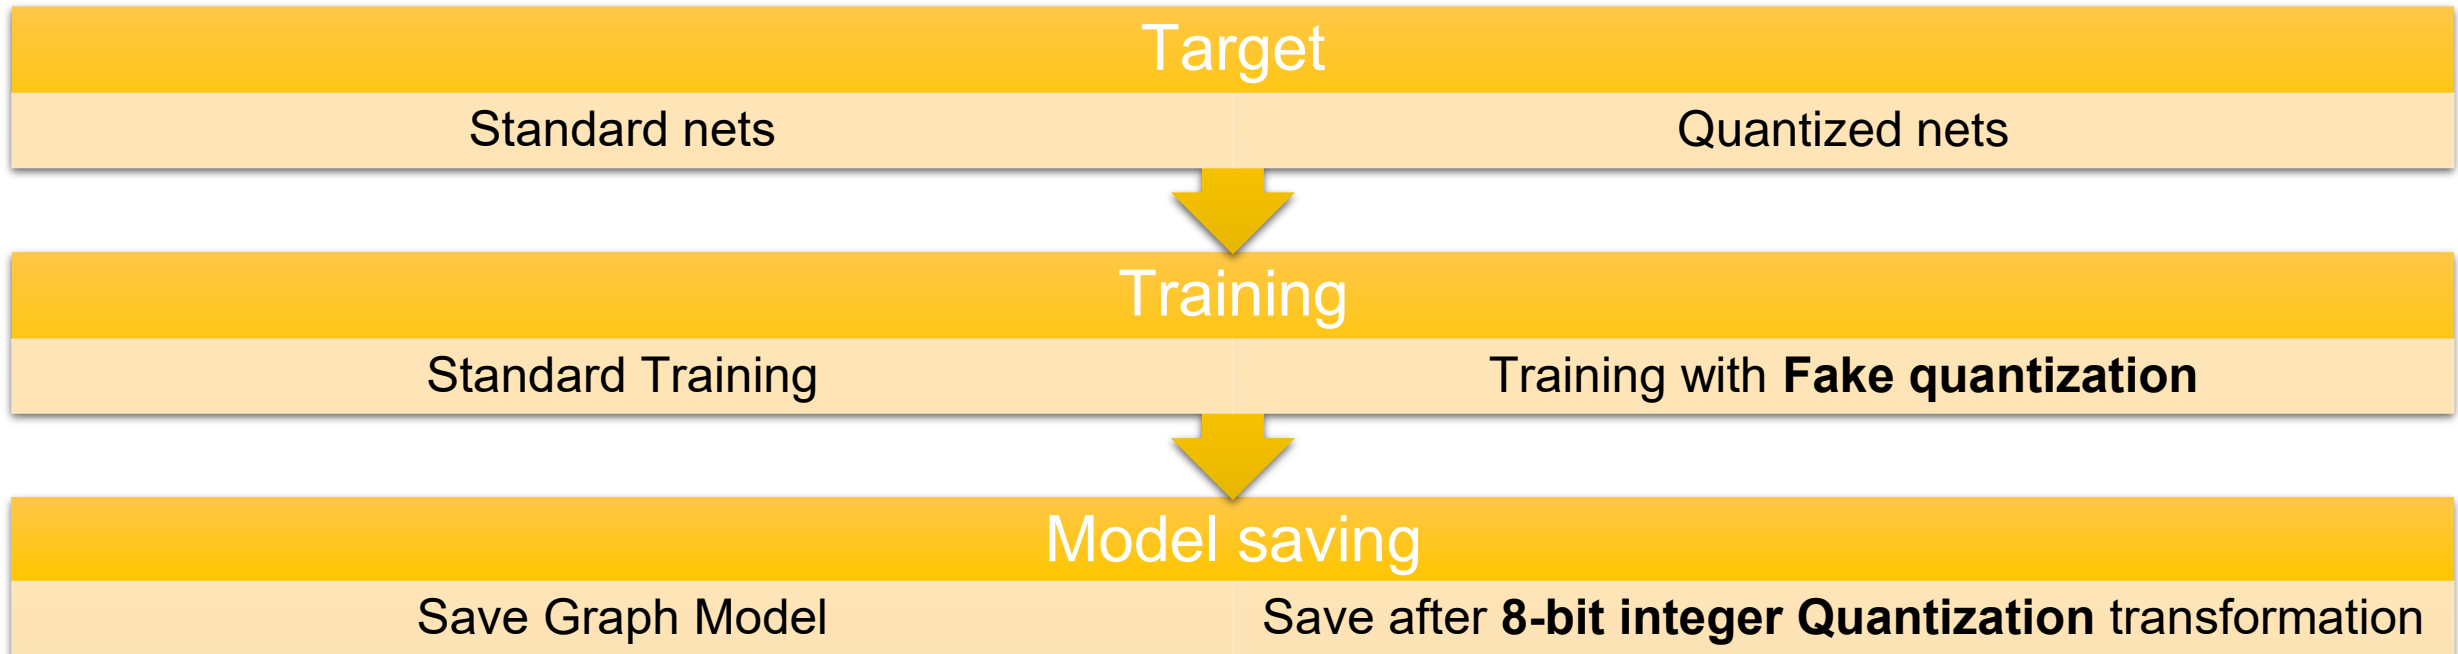 Target
Standard nets
Quantized nets
Training
Standard Training
Training with Fake quantization
Model saving
Save Graph Model
Save after 8-bit integer Quantization transformation